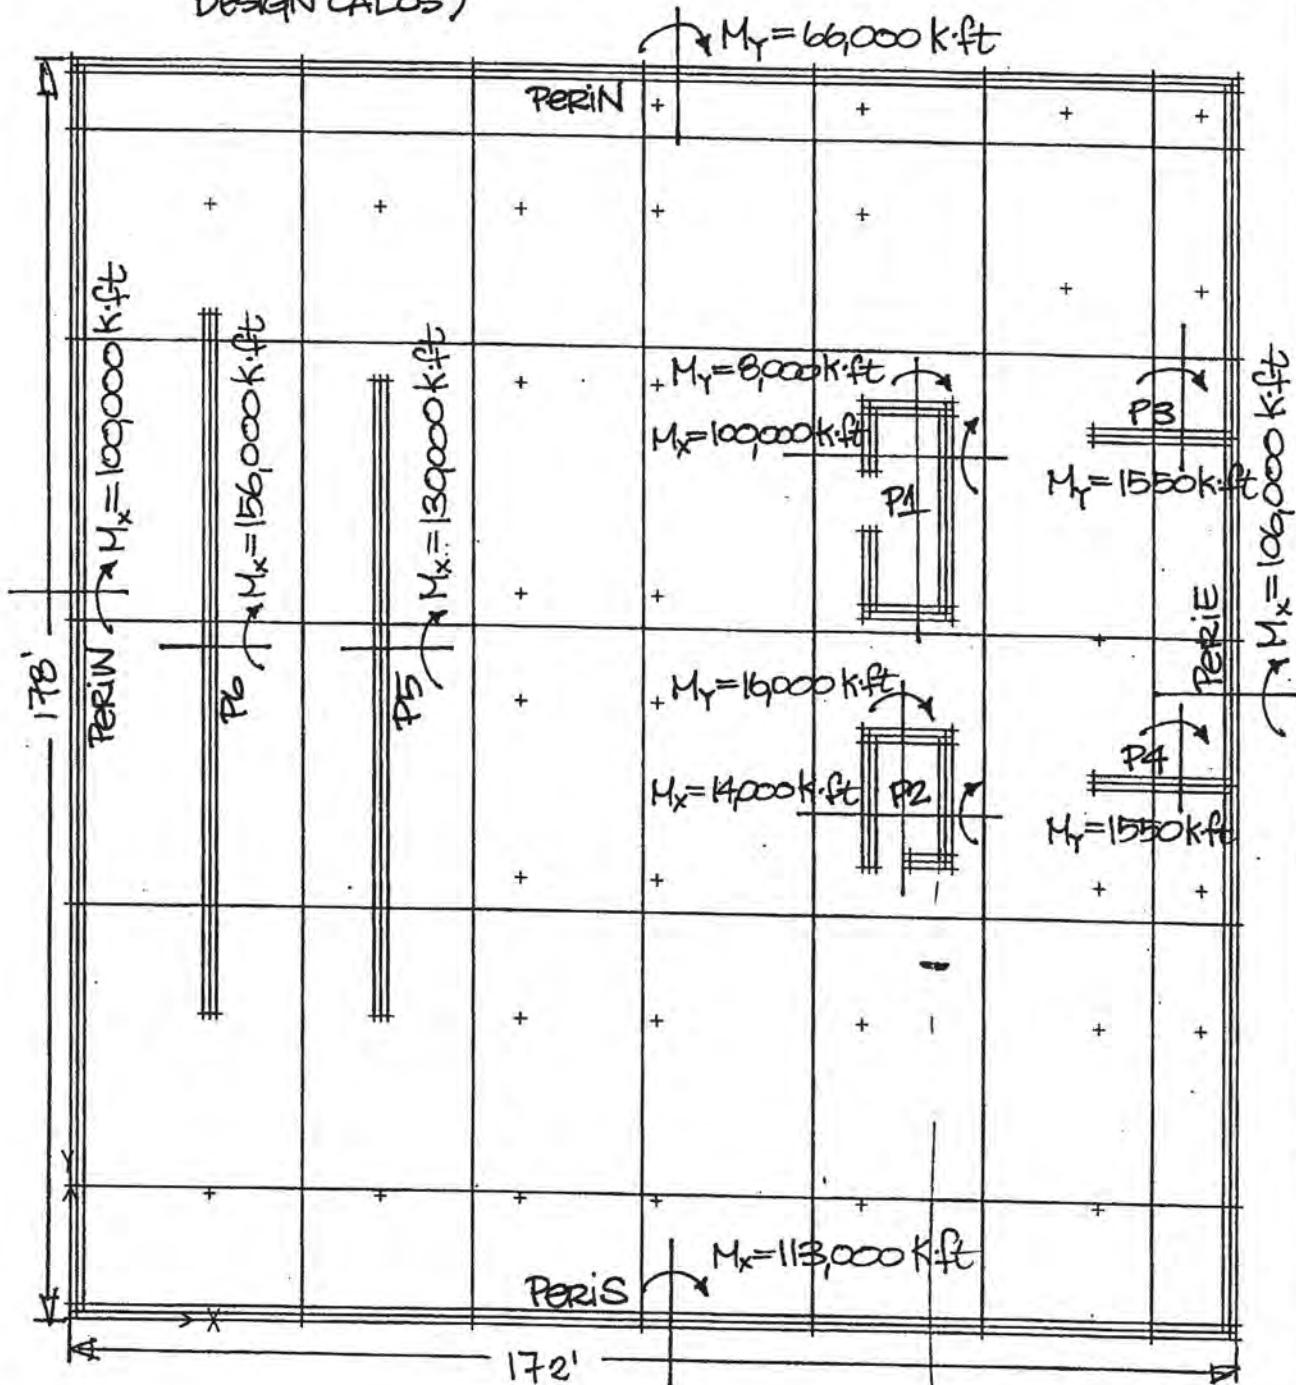 DESIGN CALCS)
My=66,000 k·ft
PERIN
Mx=100,000 k·ft
Mx=156,000 k·ft
Mx=130,000 k·ft
My=8,000 k·ft
Mx=100,000 k·ft
P1
P3
My=1550 k·ft
Mx=106,000 k·ft
PERIE
178'
PERIW
P6
P5
My=16,000 k·ft
Mx=14,000 k·ft
P2
P4
My=1550 k·ft
Y
X
Mx=113,000 k·ft
PERIS
172'